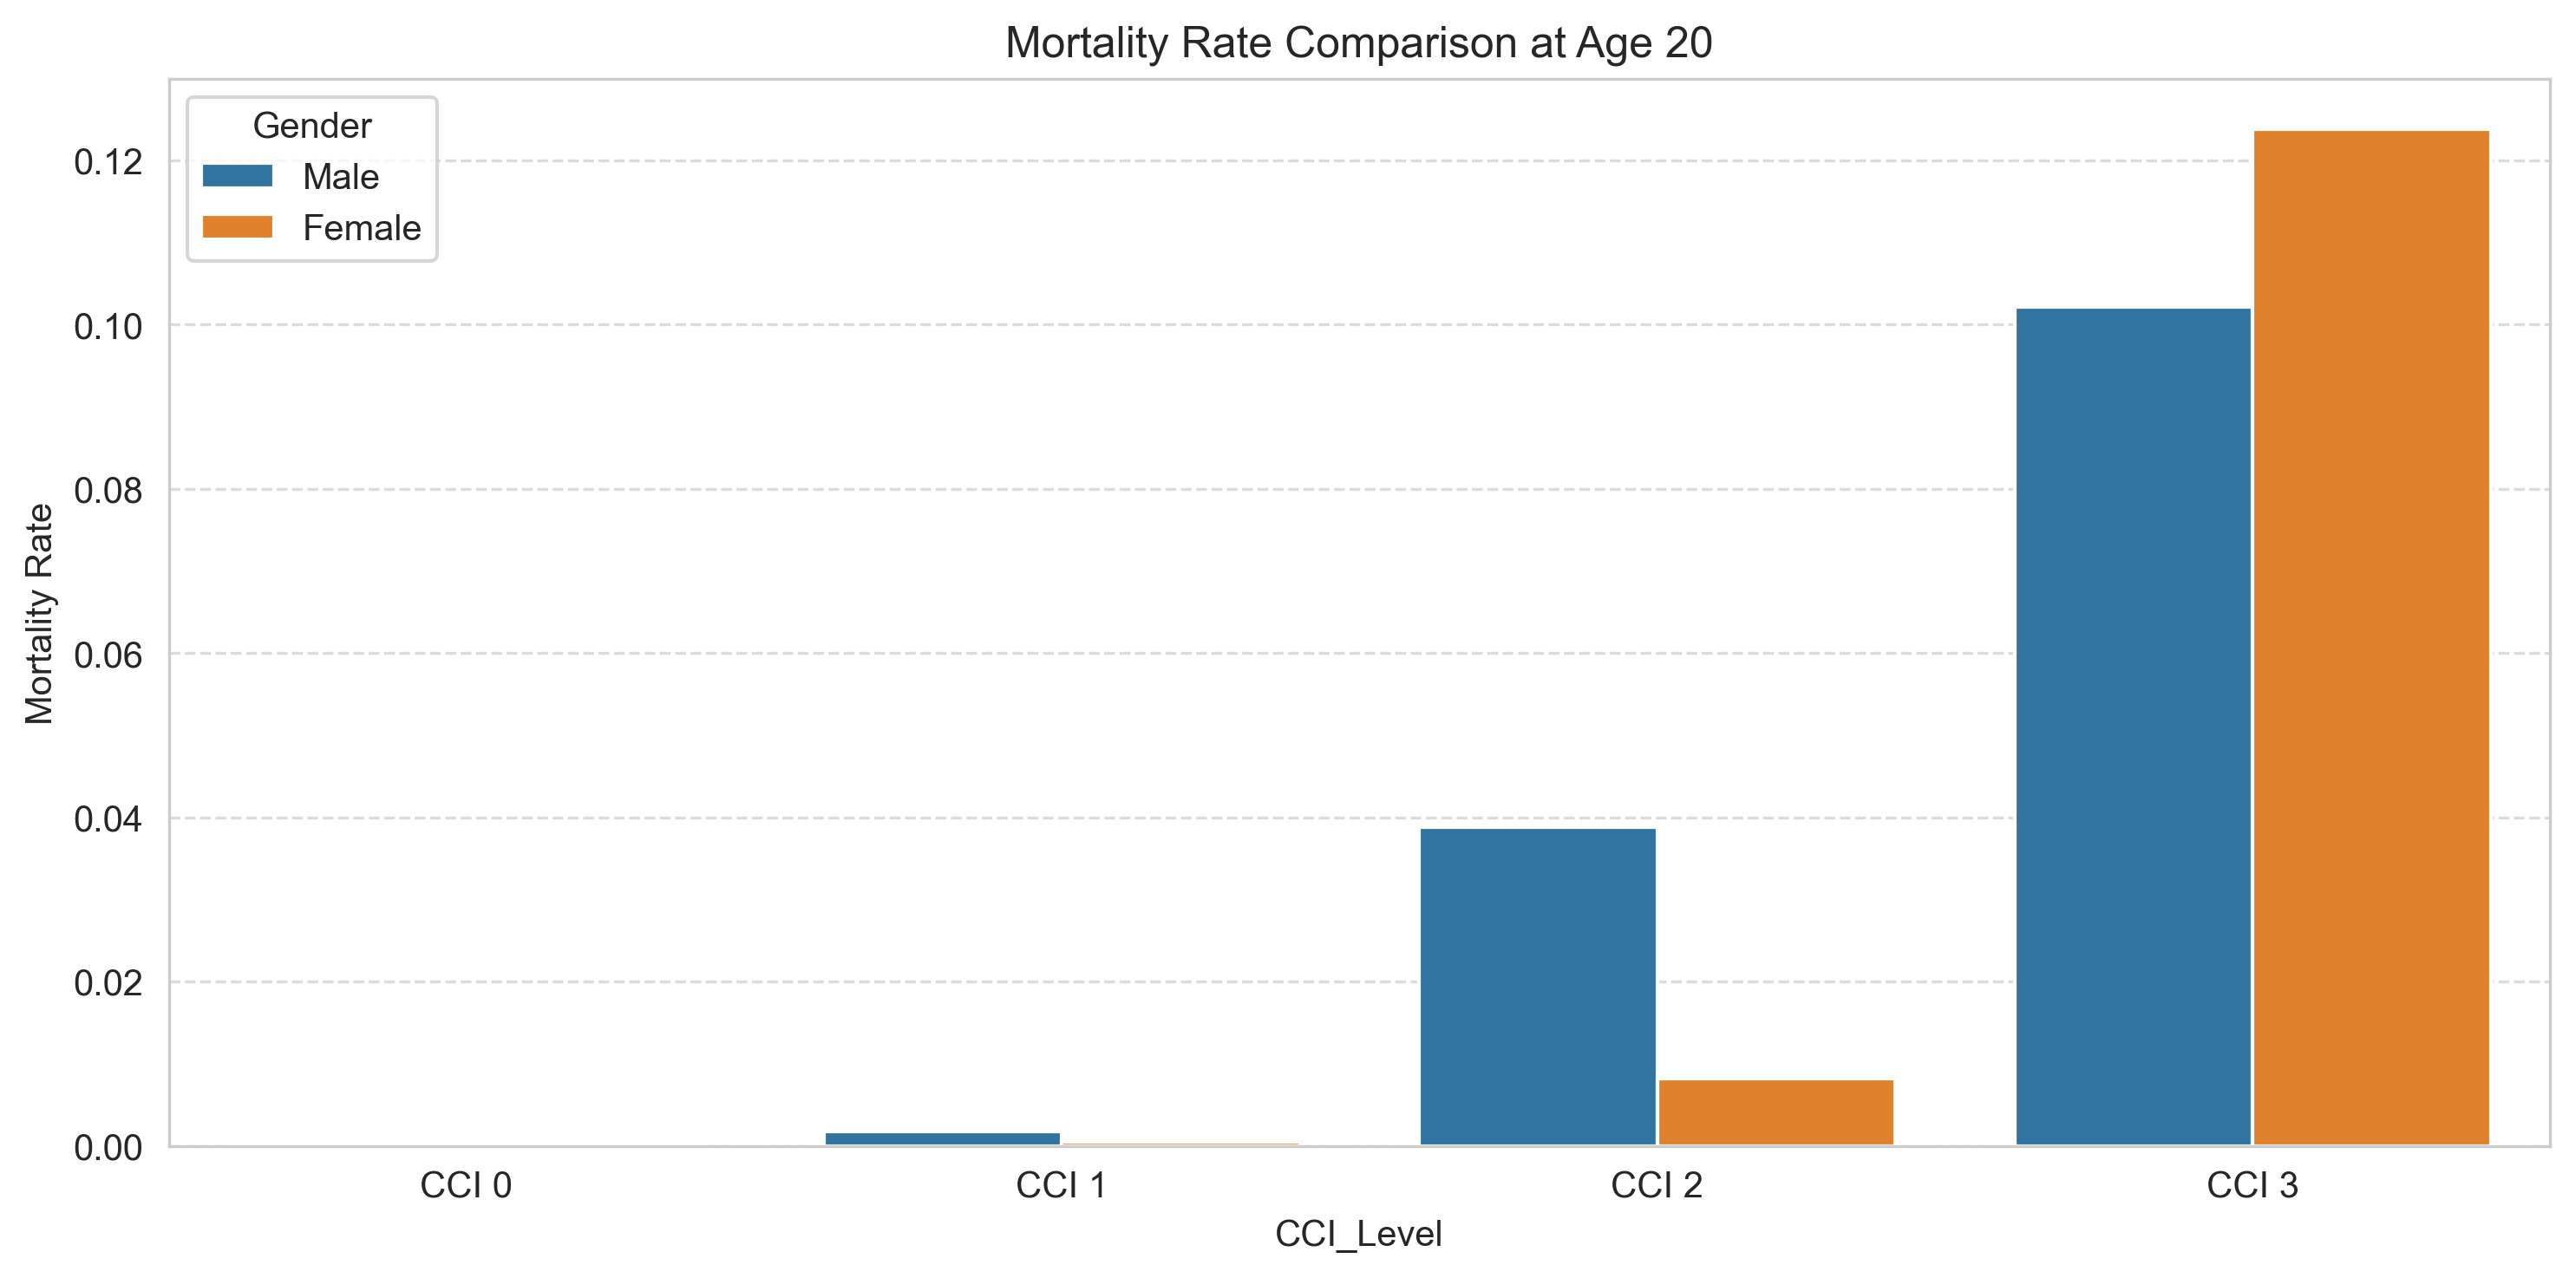 Mortality Rate Comparison at Age 20
Gender
Male
Female
Mortality Rate
0.12
0.10
0.08
0.06
0.04
0.02
0.00
CCI 0
CCI 1
CCI 2
CCI 3
CCI_Level